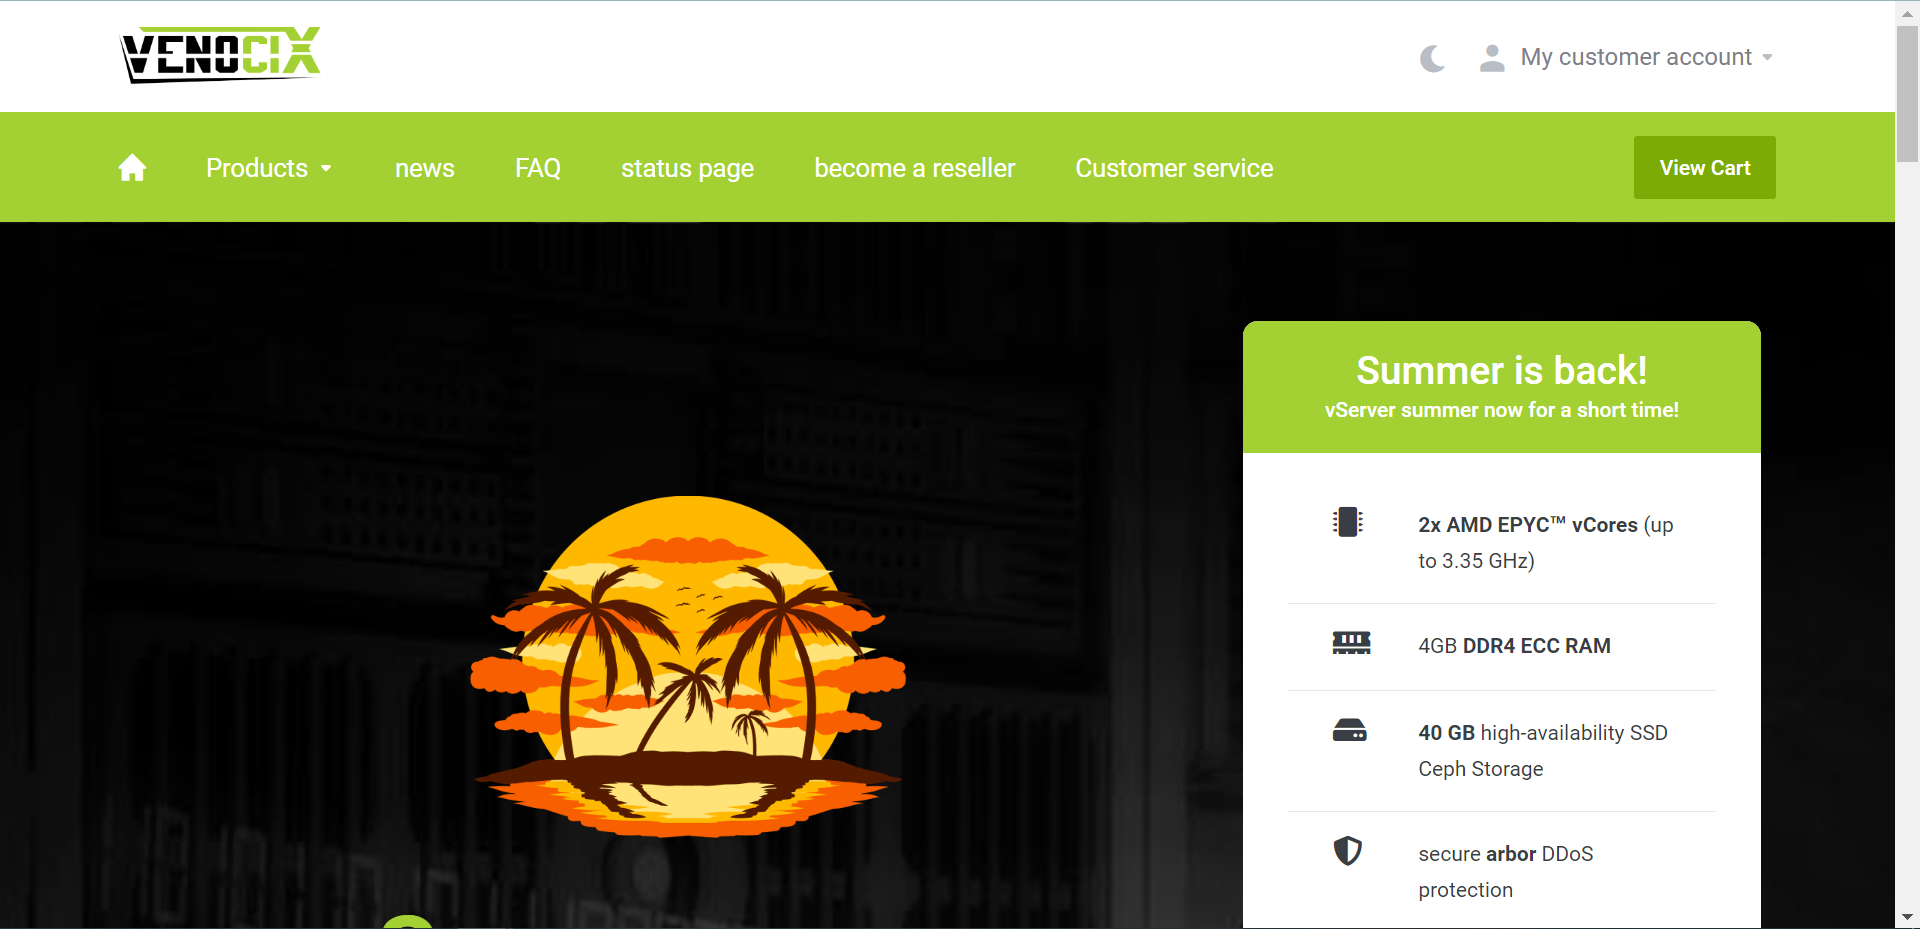 VENOCIX
My customer account
Products
news
FAQ
status page
become a reseller
Customer service
View Cart
Summer is back!
vServer summer now for a short time!
2x AMD EPYC™ vCores (up
to 3.35 GHz)
4GB DDR4 ECC RAM
40 GB high-availability SSD
Ceph Storage
secure arbor DDoS
protection